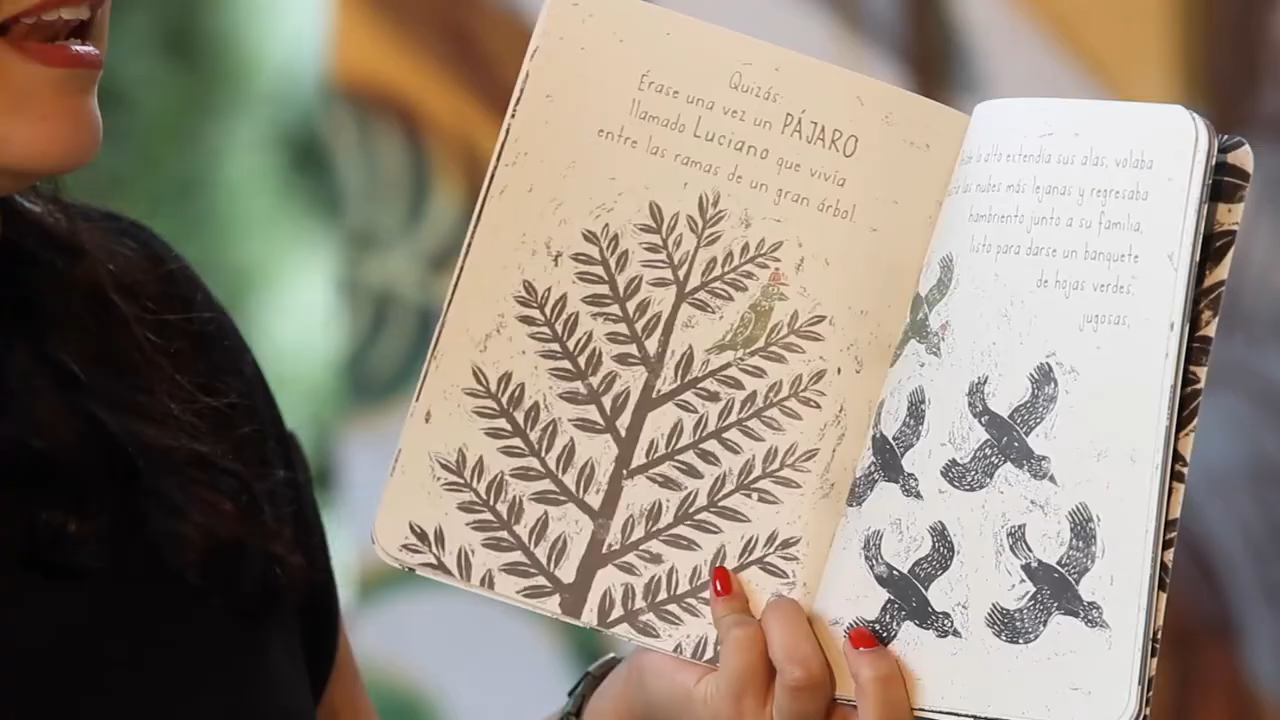 Quizás:
Érase una vez un PÁJARO
llamado Luciano que vivía
entre las ramas de un gran árbol.
lo alto extendía sus alas, volaba
las nubes más lejanas y regresaba
hambriento junto a su familia,
listo para darse un banquete
de hojas verdes,
jugosas,